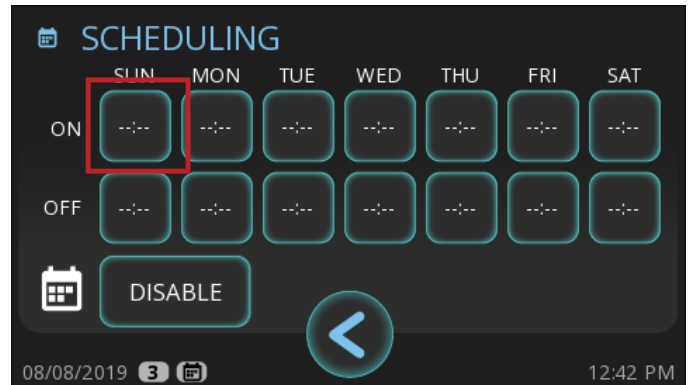 SCHEDULING
SUN MON TUE WED THU FRI SAT
ON --:-- --:-- --:-- --:-- --:-- --:-- --:--
OFF --:-- --:-- --:-- --:-- --:-- --:-- --:--
DISABLE
08/08/2019 3 12:42 PM